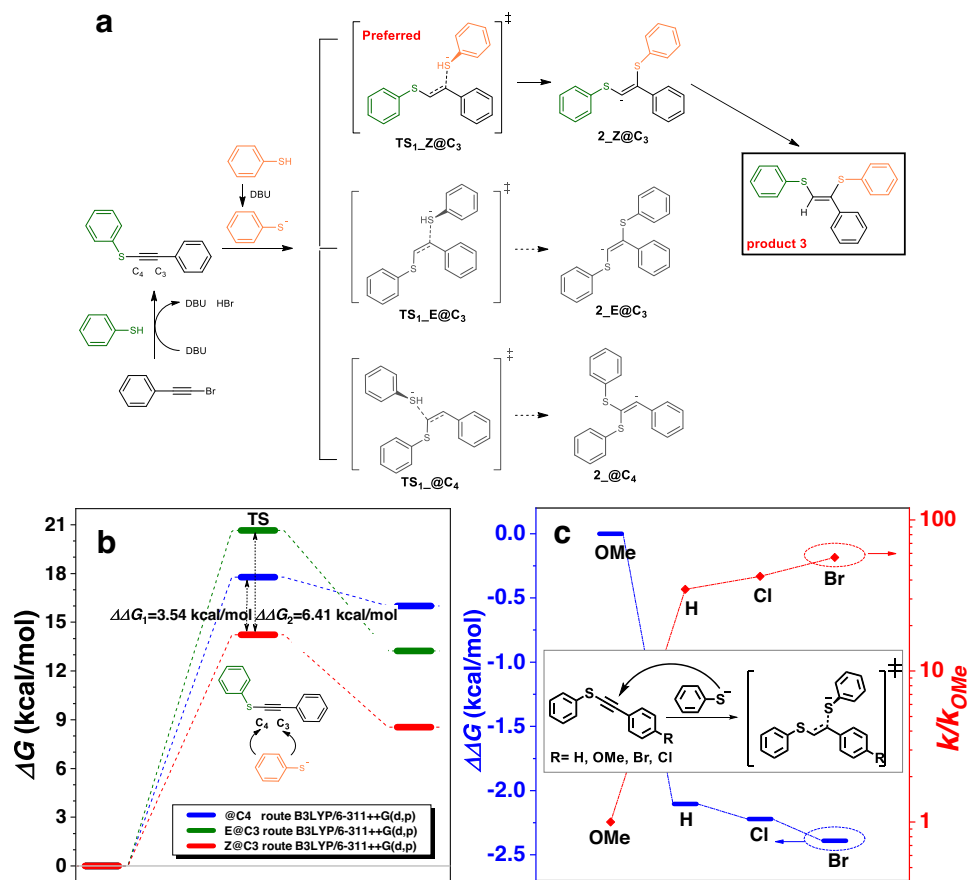 a
Preferred
‡
HS-
S
TS1_Z@C3
S
S
-
2_Z@C3
S
S
H
product 3
SH
DBU
S-
S
C4 C3
DBU HBr
SH
DBU
Br
‡
HS-
S
TS1_E@C3
S
-
S
2_E@C3
‡
SH-
S
TS1_@C4
S
-
S
2_@C4
b
TS
21
18
15
12
9
6
3
0
ΔG (kcal/mol)
ΔΔG1=3.54 kcal/mol ΔΔG2=6.41 kcal/mol
S
C4 C3
S-
@C4 route B3LYP/6-311++G(d,p)
E@C3 route B3LYP/6-311++G(d,p)
Z@C3 route B3LYP/6-311++G(d,p)
c
0.0
-0.5
-1.0
-1.5
-2.0
-2.5
ΔΔG (kcal/mol)
100
10
1
k/kOMe
OMe
H
Cl
Br
S
S-
R
R= H, OMe, Br, Cl
‡
S-
S
R
OMe
H
Cl
Br